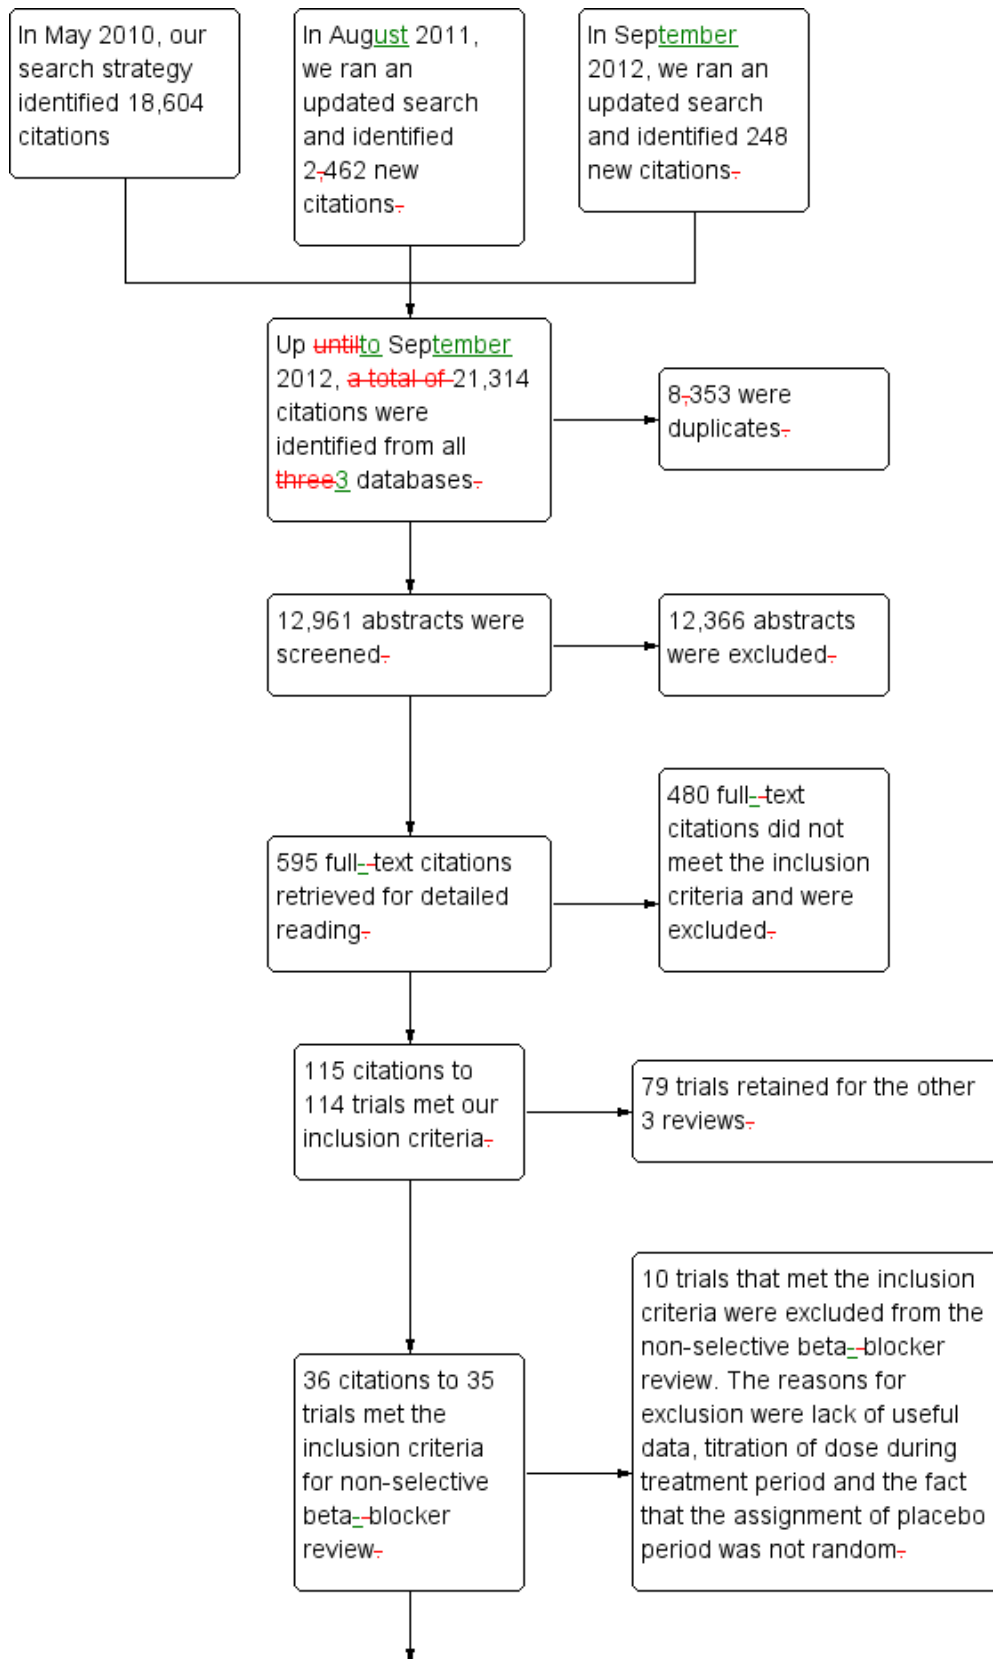 In May 2010, our
search strategy
identified 18,604
citations
In August 2011,
we ran an
updated search
and identified
2,462 new
citations.
In September
2012, we ran an
updated search
and identified 248
new citations.
Up untilto September
2012, a total of 21,314
citations were
identified from all
three3 databases.
8,353 were
duplicates.
12,961 abstracts were
screened.
12,366 abstracts
were excluded.
595 full--text citations
retrieved for detailed
reading.
480 full--text
citations did not
meet the inclusion
criteria and were
excluded.
115 citations to
114 trials met our
inclusion criteria.
79 trials retained for the other
3 reviews.
36 citations to 35
trials met the
inclusion criteria
for non-selective
beta--blocker
review.
10 trials that met the inclusion
criteria were excluded from the
non-selective beta--blocker
review. The reasons for
exclusion were lack of useful
data, titration of dose during
treatment period and the fact
that the assignment of placebo
period was not random.